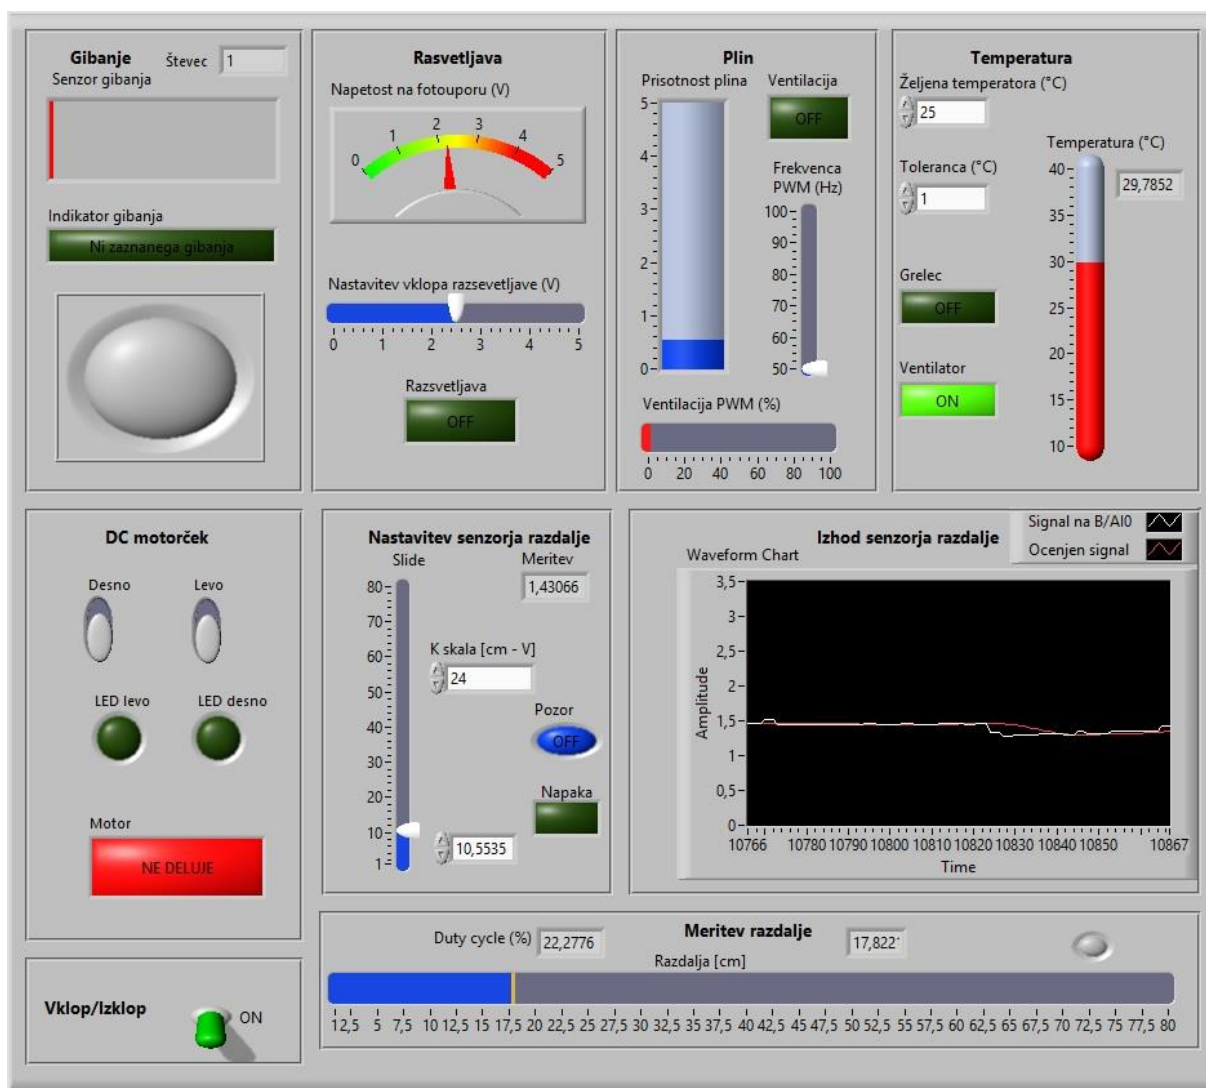 Gibanje
Števec 1
Senzor gibanja
Indikator gibanja
Ni zaznanega gibanja
Rasvetljava
Napetost na fotouporu (V)
0 1 2 3 4 5
Nastavitev vklopa razsevetljave (V)
0 1 2 3 4 5
Razsvetljava
OFF
Plin
Prisotnost plina
5
4
3
2
1
0
Ventilacija
OFF
Frekvenca
PWM (Hz)
100
90
80
70
60
50
Ventilacija PWM (%)
0 20 40 60 80 100
Temperatura
Željena temperatora (°C)
25
Toleranca (°C)
1
Grelec
OFF
Ventilator
ON
Temperatura (°C)
29,7852
40
35
30
25
20
15
10
DC motorček
Desno Levo
LED levo LED desno
Motor
NE DELUJE
Nastavitev senzorja razdalje
Slide
80
70
60
50
40
30
20
10
1
Meritev
1,43066
K skala [cm - V]
24
Pozor
OFF
Napaka
10,5535
Izhod senzorja razdalje
Signal na B/AI0
Ocenjen signal
Waveform Chart
Amplitude
3,5
3
2,5
2
1,5
1
0,5
0
10766 10780 10790 10800 10810 10820 10830 10840 10850 10867
Time
Vklop/Izklop
ON
Meritev razdalje
Duty cycle (%) 22,2776
17,822
Razdalja [cm]
12,5 5 7,5 10 12,5 15 17,5 20 22,5 25 27,5 30 32,5 35 37,5 40 42,5 45 47,5 50 52,5 55 57,5 60 62,5 65 67,5 70 72,5 75 77,5 80